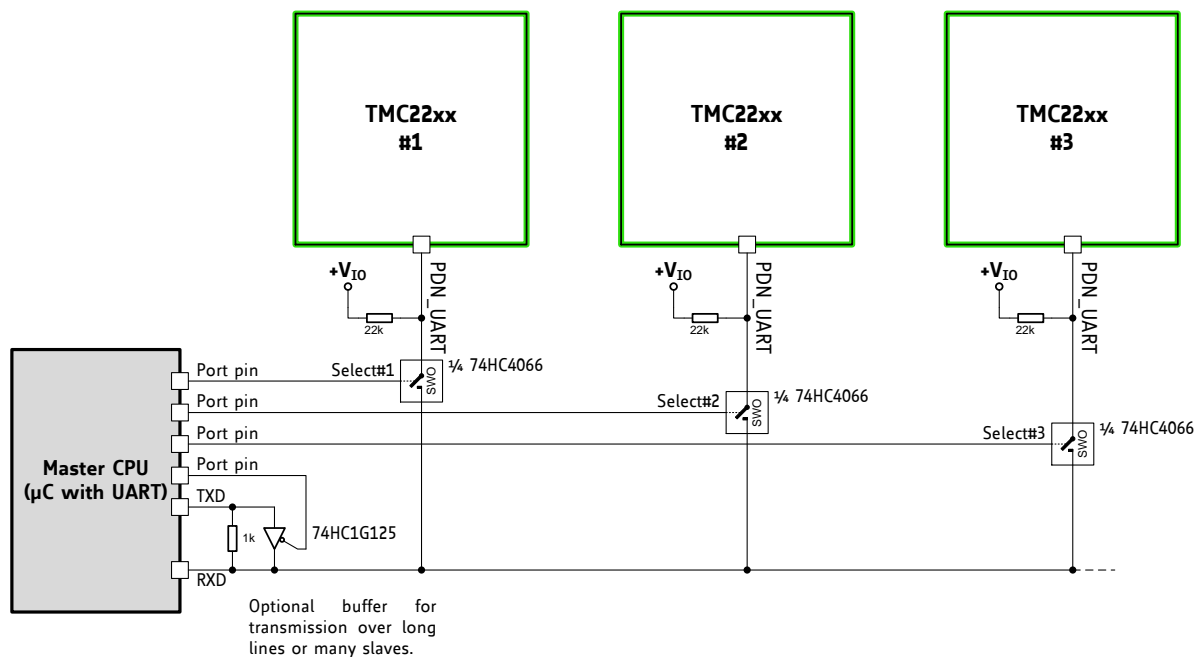 TMC22xx
#1
TMC22xx
#2
TMC22xx
#3
+VIO
22k
PDN_UART
+VIO
22k
PDN_UART
+VIO
22k
PDN_UART
Port pin
Select#1
SWO
¼ 74HC4066
Port pin
Select#2
SWO
¼ 74HC4066
Port pin
Select#3
SWO
¼ 74HC4066
Port pin
Master CPU
(µC with UART)
TXD
1k
74HC1G125
RXD
Optional buffer for
transmission over long
lines or many slaves.